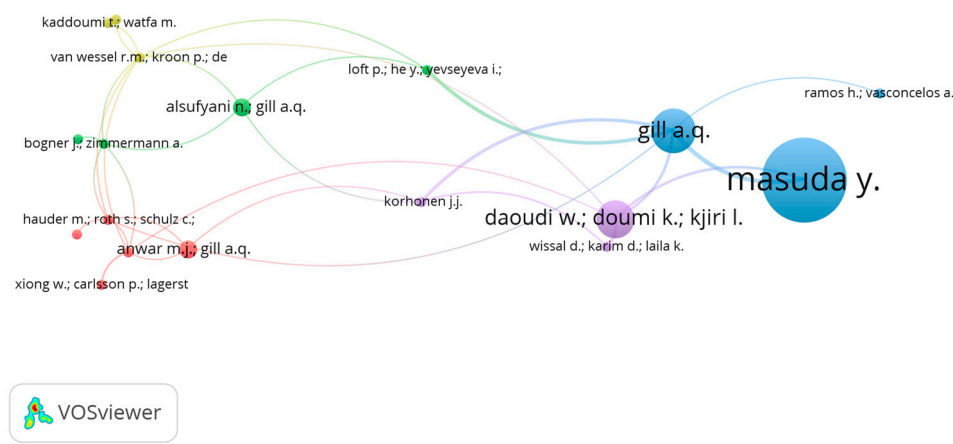 kaddoumi t.; watfa m.
van wessel r.m.; kroon p.; de
loft p.; he y.; yevseyeva i.;
ramos h.; vasconcelos a.
alsufyani n.; gill a.q.
gill a.q.
bogner j.; zimmermann a.
masuda y.
korhonen j.j.
hauder m.; roth s.; schulz c.;
daoudi w.; doumi k.; kjiri l.
anwar m.j.; gill a.q.
wissal d.; karim d.; laila k.
xiong w.; carlsson p.; lagerst
VOSviewer